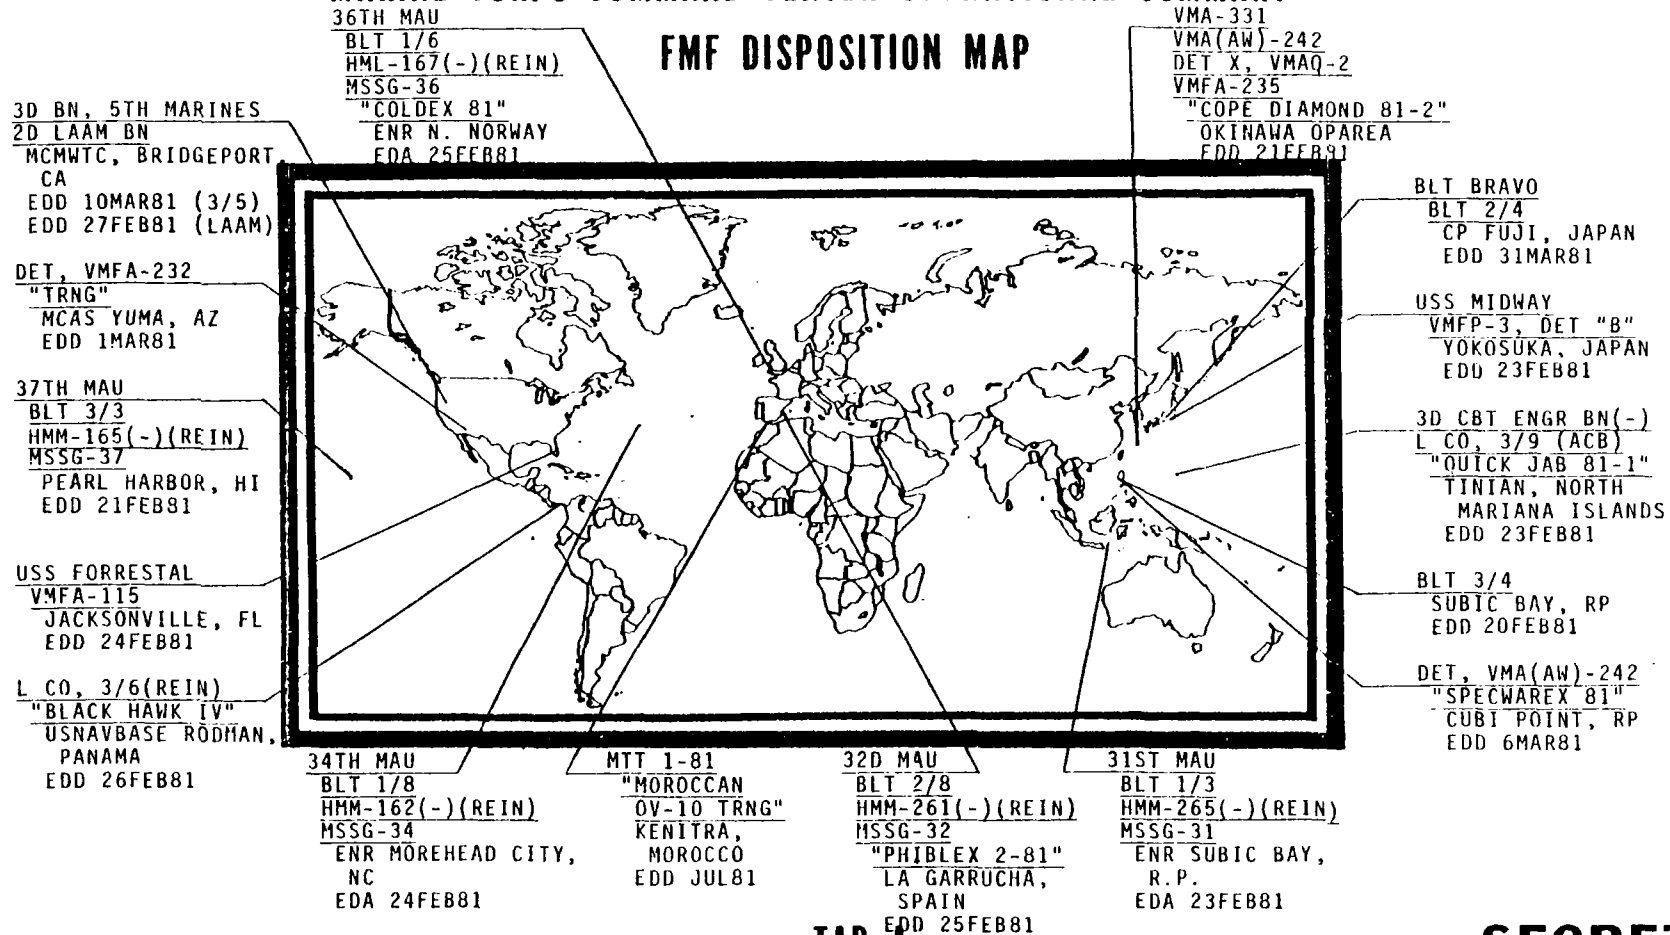 FMF DISPOSITION MAP
36TH MAU
BLT 1/6
HML-167(-)(REIN)
MSSG-36
"COLDEX 81"
ENR N. NORWAY
EDA 25FEB81
VMA-331
VMA(AW)-242
DET X, VMAQ-2
VMFA-235
"COPE DIAMOND 81-2"
OKINAWA OPAREA
EDD 21FEB81
3D BN, 5TH MARINES
2D LAAM BN
MCMWTC, BRIDGEPORT,
CA
EDD 10MAR81 (3/5)
EDD 27FEB81 (LAAM)
DET, VMFA-232
"TRNG"
MCAS YUMA, AZ
EDD 1MAR81
37TH MAU
BLT 3/3
HMM-165(-)(REIN)
MSSG-37
PEARL HARBOR, HI
EDD 21FEB81
USS FORRESTAL
VMFA-115
JACKSONVILLE, FL
EDD 24FEB81
L CO, 3/6(REIN)
"BLACK HAWK IV"
USNAVBASE RODMAN,
PANAMA
EDD 26FEB81
BLT BRAVO
BLT 2/4
CP FUJI, JAPAN
EDD 31MAR81
USS MIDWAY
VMFP-3, DET "B"
YOKOSUKA, JAPAN
EDD 23FEB81
3D CBT ENGR BN(-)
L CO, 3/9 (ACB)
"QUICK JAB 81-1"
TINIAN, NORTH
MARIANA ISLANDS
EDD 23FEB81
BLT 3/4
SUBIC BAY, RP
EDD 20FEB81
DET, VMA(AW)-242
"SPECWAREX 81"
CUBI POINT, RP
EDD 6MAR81
34TH MAU
BLT 1/8
HMM-162(-)(REIN)
MSSG-34
ENR MOREHEAD CITY,
NC
EDA 24FEB81
MTT 1-81
"MOROCCAN
OV-10 TRNG"
KENITRA,
MOROCCO
EDD JUL81
32D MAU
BLT 2/8
HMM-261(-)(REIN)
MSSG-32
"PHIBLEX 2-81"
LA GARRUCHA,
SPAIN
EDD 25FEB81
31ST MAU
BLT 1/3
HMM-265(-)(REIN)
MSSG-31
ENR SUBIC BAY,
R.P.
EDA 23FEB81